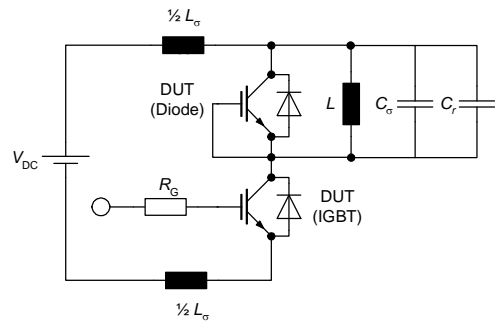 ½ Lσ
DUT
(Diode)
L
Cσ
Cr
VDC
RG
DUT
(IGBT)
½ Lσ